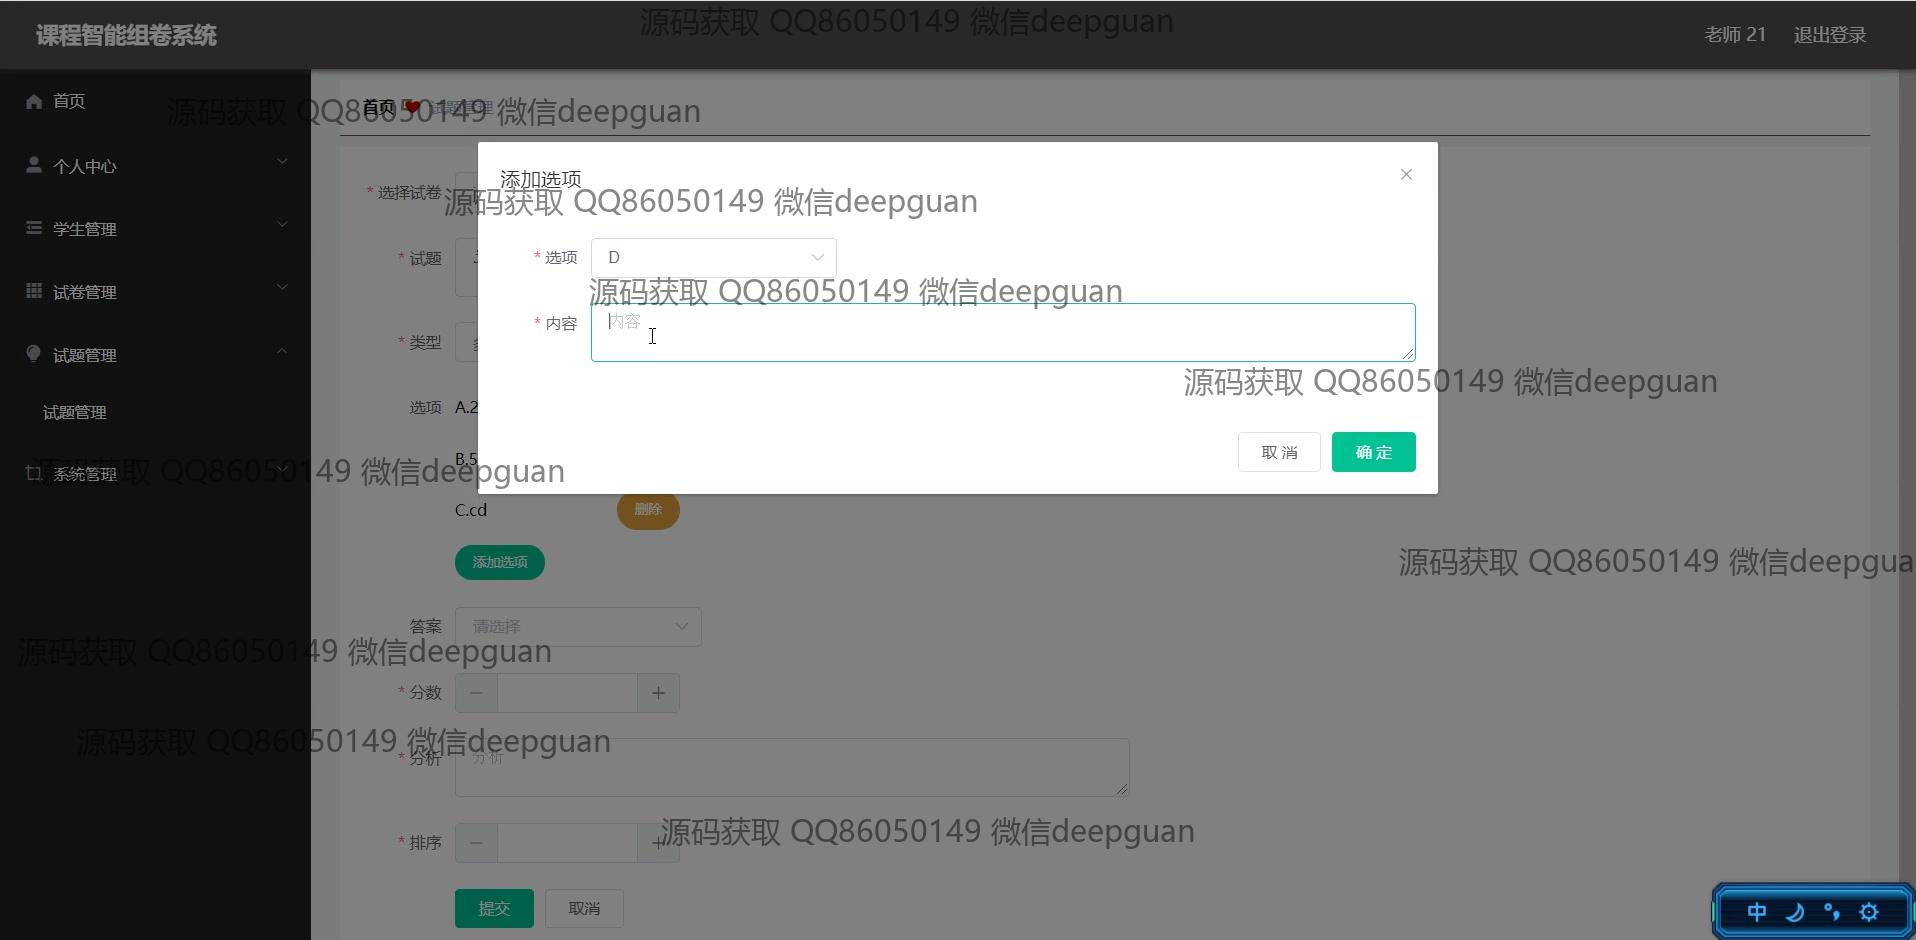 课程智能组卷系统
源码获取 QQ86050149 微信deepguan
老师 21
退出登录
首页
源码获取 QQ86050149 微信deepguan
首页
试题管理
个人中心
添加选项
* 选择试卷
源码获取 QQ86050149 微信deepguan
学生管理
* 试题
* 选项
D
试卷管理
源码获取 QQ86050149 微信deepguan
* 内容
内容
* 类型
试题管理
源码获取 QQ86050149 微信deepguan
试题管理
选项
A.2
取消
确定
B.5
系统管理
源码获取 QQ86050149 微信deepguan
C.cd
删除
添加选项
源码获取 QQ86050149 微信deepgua
答案
请选择
源码获取 QQ86050149 微信deepguan
* 分数
源码获取 QQ86050149 微信deepguan
* 分析
分析
* 排序
源码获取 QQ86050149 微信deepguan
提交
取消
中